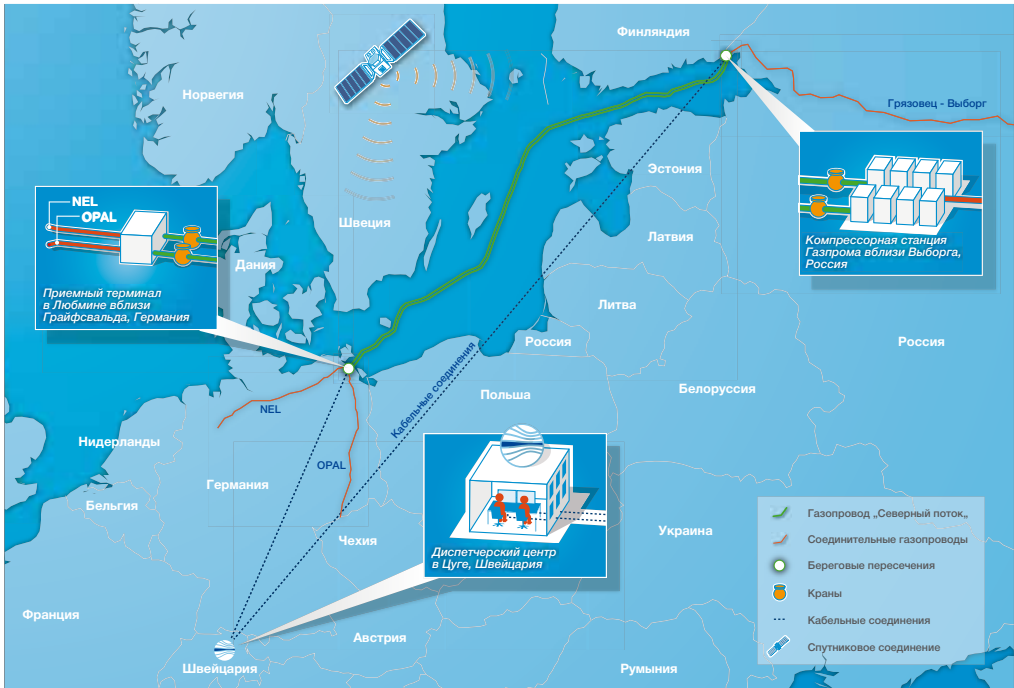 Финляндия
Норвегия
Грязовец - Выборг
Эстония
NEL
OPAL
Швеция
Латвия
Компрессорная станция
Газпрома вблизи Выборга,
Россия
Дания
Приемный терминал
в Любмине вблизи
Грайфсвальда, Германия
Литва
Россия
Россия
Кабельные соединения
Польша
Белоруссия
NEL
Нидерланды
OPAL
Германия
Бельгия
Чехия
Диспетчерский центр
в Цуге, Швейцария
Украина
Газопровод „Северный поток„
Соединительные газопроводы
Береговые пересечения
Краны
Кабельные соединения
Спутниковое соединение
Франция
Австрия
Швейцария
Румыния